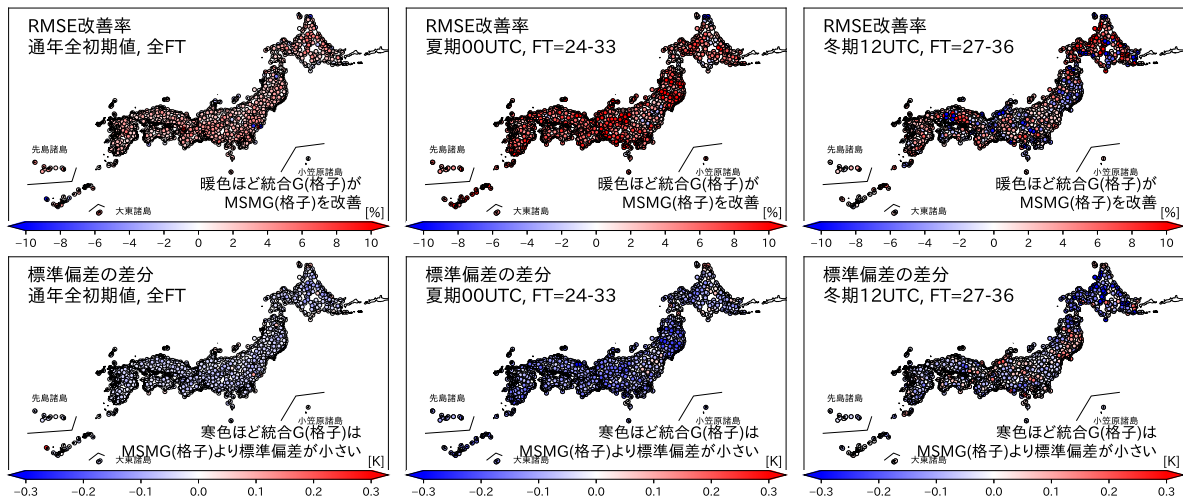 RMSE改善率
通年全初期値, 全FT
先島諸島
小笠原諸島
大東諸島
暖色ほど統合G(格子)が
MSMG(格子)を改善
[%]
−10 −8 −6 −4 −2 0 2 4 6 8 10
RMSE改善率
夏期00UTC, FT=24-33
先島諸島
小笠原諸島
大東諸島
暖色ほど統合G(格子)が
MSMG(格子)を改善
[%]
−10 −8 −6 −4 −2 0 2 4 6 8 10
RMSE改善率
冬期12UTC, FT=27-36
先島諸島
小笠原諸島
大東諸島
暖色ほど統合G(格子)が
MSMG(格子)を改善
[%]
−10 −8 −6 −4 −2 0 2 4 6 8 10
標準偏差の差分
通年全初期値, 全FT
先島諸島
小笠原諸島
寒色ほど統合G(格子)は
MSMG(格子)より標準偏差が小さい
大東諸島
[K]
−0.3 −0.2 −0.1 0.0 0.1 0.2 0.3
標準偏差の差分
夏期00UTC, FT=24-33
先島諸島
小笠原諸島
寒色ほど統合G(格子)は
MSMG(格子)より標準偏差が小さい
大東諸島
[K]
−0.3 −0.2 −0.1 0.0 0.1 0.2 0.3
標準偏差の差分
冬期12UTC, FT=27-36
先島諸島
小笠原諸島
寒色ほど統合G(格子)は
MSMG(格子)より標準偏差が小さい
大東諸島
[K]
−0.3 −0.2 −0.1 0.0 0.1 0.2 0.3